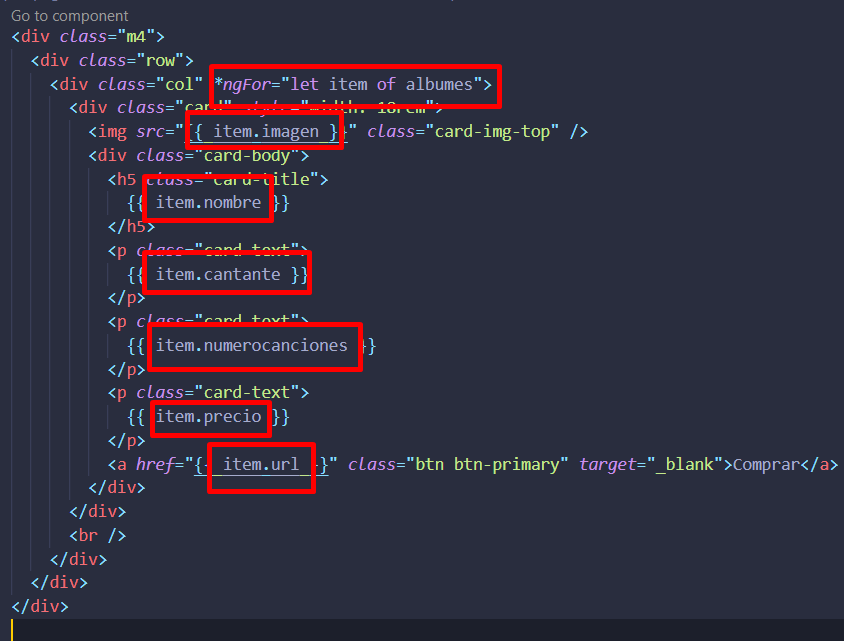 Go to component
<div class="m4">
<div class="row">
<div class="col" *ngFor="let item of albumes">
<div class="card" style="width: 18rem">
<img src="{{ item.imagen }}" class="card-img-top" />
<div class="card-body">
<h5 class="card-title">
{{ item.nombre }}
</h5>
<p class="card-text">
{{ item.cantante }}
</p>
<p class="card-text">
{{ item.numerocanciones }}
</p>
<p class="card-text">
{{ item.precio }}
</p>
<a href="{{ item.url }}" class="btn btn-primary" target="_blank">Comprar</a>
</div>
</div>
<br />
</div>
</div>
</div>